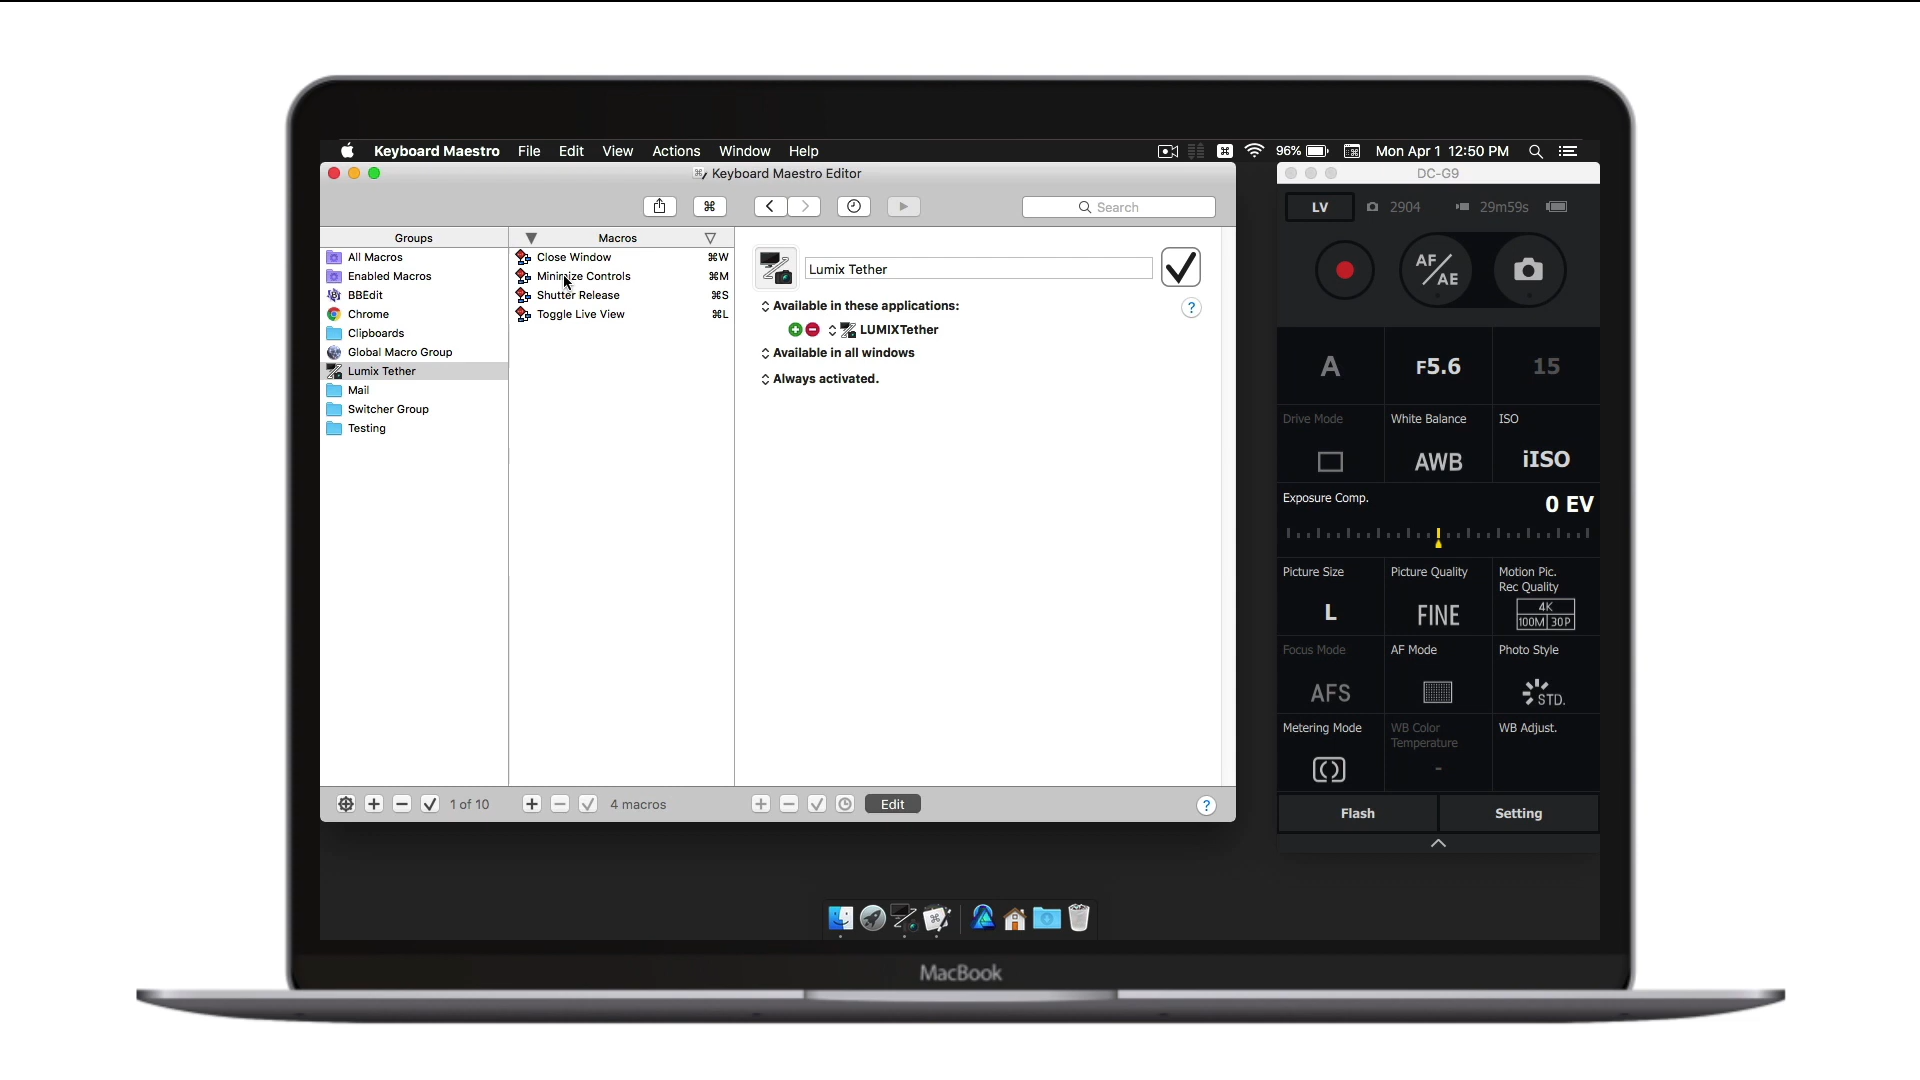 Keyboard Maestro File Edit View Actions Window Help
96% Mon Apr 1 12:50 PM
Keyboard Maestro Editor
Search
Groups
All Macros
Enabled Macros
BBEdit
Chrome
Clipboards
Global Macro Group
Lumix Tether
Mail
Switcher Group
Testing
1 of 10
Macros
Close Window ⌘W
Minimize Controls ⌘M
Shutter Release ⌘S
Toggle Live View ⌘L
4 macros
Lumix Tether
Available in these applications:
LUMIXTether
Available in all windows
Always activated.
?
Edit
?
DC-G9
LV 2904 29m59s
AF/AE
A F5.6 15
Drive Mode White Balance ISO
AWB iISO
Exposure Comp. 0 EV
Picture Size Picture Quality Motion Pic.
Rec Quality
L FINE 4K
100M 30P
Focus Mode AF Mode Photo Style
AFS STD.
Metering Mode WB Color WB Adjust.
Temperature
-
Flash Setting
MacBook